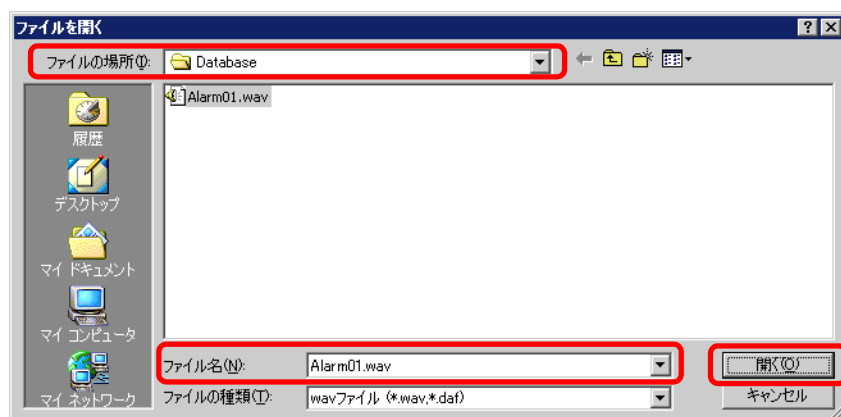 ファイルを開く
ファイルの場所(I): Database
Alarm01.wav
履歴
デスクトップ
マイ ドキュメント
マイ コンピュータ
マイ ネットワーク
ファイル名(N): Alarm01.wav 開く(O)
ファイルの種類(T): wavファイル (*.wav,*.daf) キャンセル